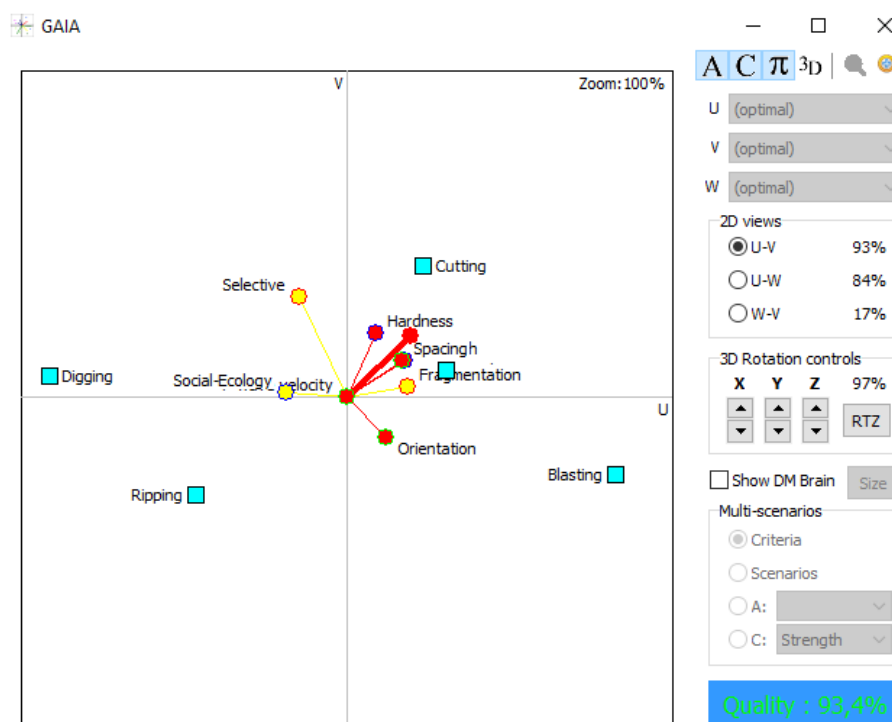 GAIA
V
Zoom:100%
A C π 3D
U (optimal)
V (optimal)
W (optimal)
2D views
U-V 93%
U-W 84%
W-V 17%
3D Rotation controls
X Y Z 97%
RTZ
Show DM Brain Size
Multi-scenarios
Criteria
Scenarios
A:
C: Strength
Quality : 93,4%
Cutting
Selective
Hardness
Spacingh
Digging
Social-Ecology
velocity
Fragmentation
U
Orientation
Blasting
Ripping